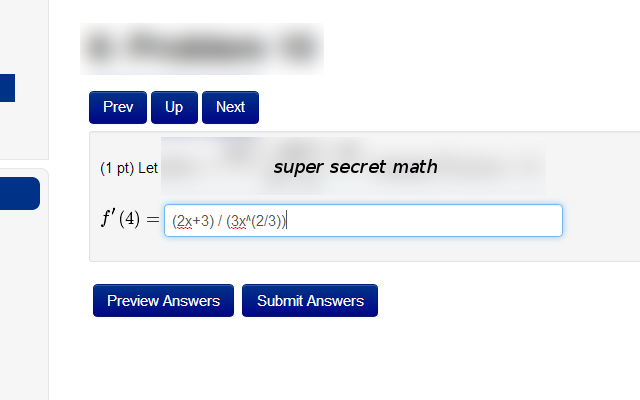 Prev Up Next
(1 pt) Let super secret math
f′(4) = (2x+3) / (3x^(2/3))
Preview Answers Submit Answers